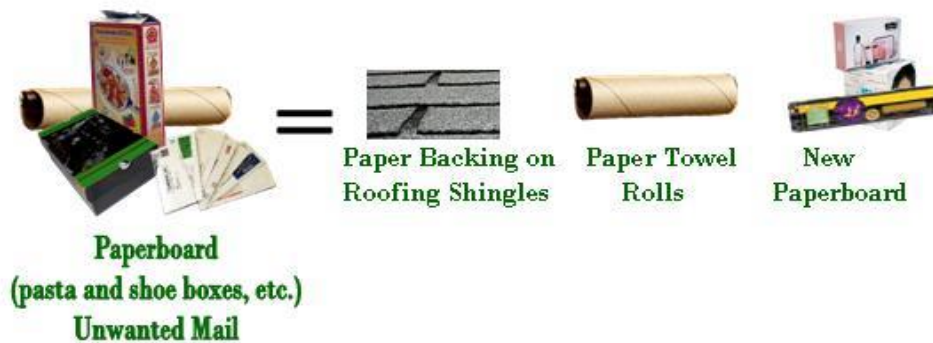 =
Paper Backing on
Roofing Shingles
Paper Towel
Rolls
New
Paperboard
Paperboard
(pasta and shoe boxes, etc.)
Unwanted Mail